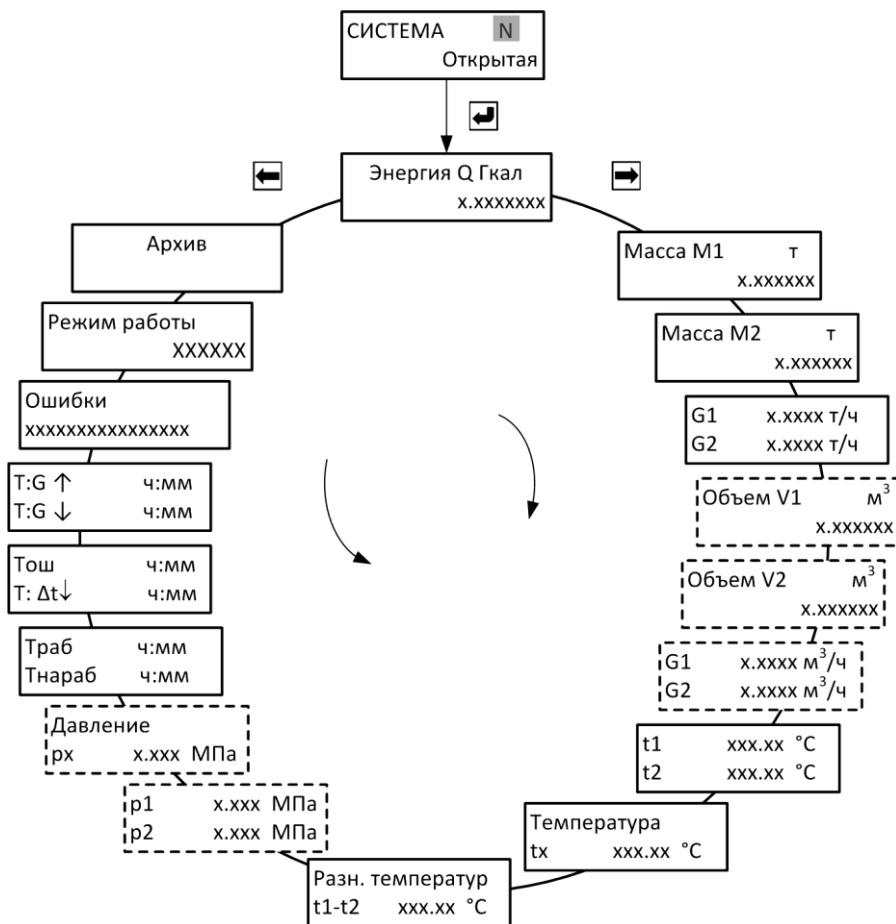 СИСТЕМА N
Открытая
Энергия Q Гкал
x.xxxxxxx
Масса М1 т
x.xxxxxx
Масса М2 т
x.xxxxxx
G1 x.xxxx т/ч
G2 x.xxxx т/ч
Объем V1 м³
x.xxxxxx
Объем V2 м³
x.xxxxxx
G1 x.xxxx м³/ч
G2 x.xxxx м³/ч
t1 xxx.xx °C
t2 xxx.xx °C
Температура
tx xxx.xx °C
Разн. температур
t1-t2 xxx.xx °C
p1 x.xxx МПа
p2 x.xxx МПа
Давление
px x.xxx МПа
Траб ч:мм
Тнараб ч:мм
Тош ч:мм
T: Δt↓ ч:мм
T:G ↑ ч:мм
T:G ↓ ч:мм
Ошибки
xxxxxxxxxxxxxxxx
Режим работы
XXXXXX
Архив